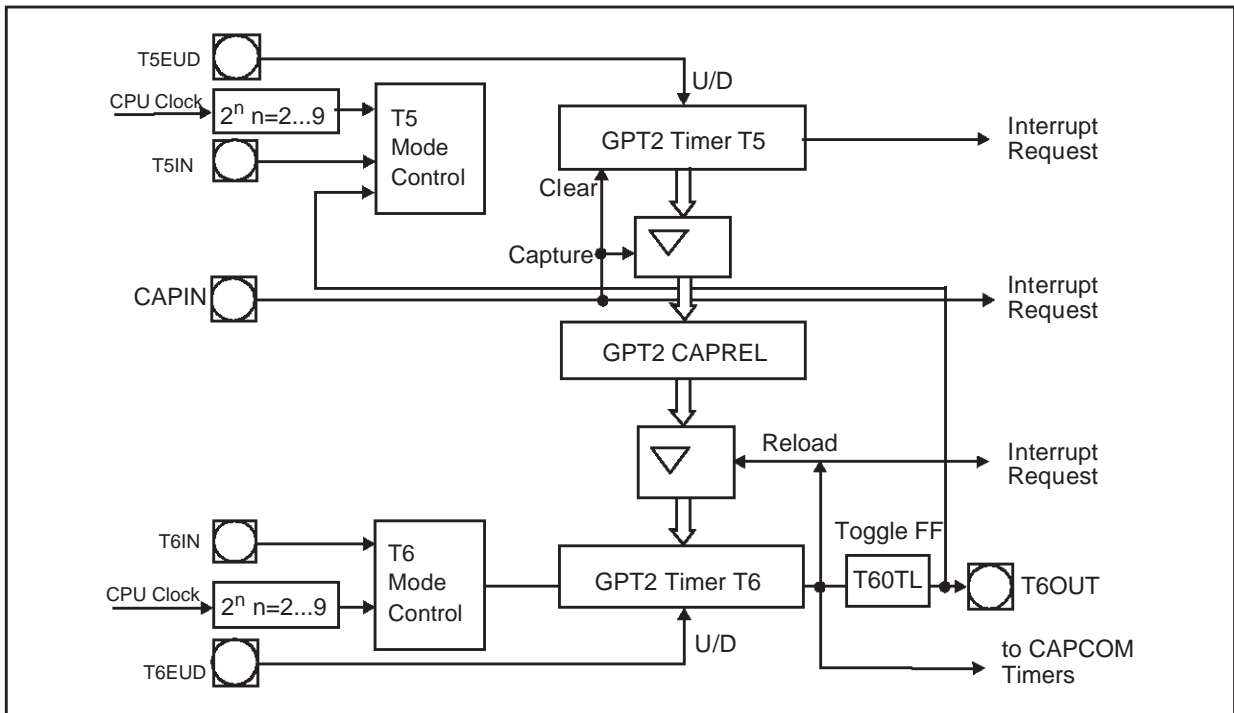 T5EUD
U/D
CPU Clock
2ⁿ n=2...9
T5
Mode
Control
GPT2 Timer T5
Interrupt
Request
T5IN
Clear
Capture
CAPIN
Interrupt
Request
GPT2 CAPREL
Reload
Interrupt
Request
T6IN
T6
Mode
Control
Toggle FF
GPT2 Timer T6
T60TL
T6OUT
CPU Clock
2ⁿ n=2...9
U/D
T6EUD
to CAPCOM
Timers